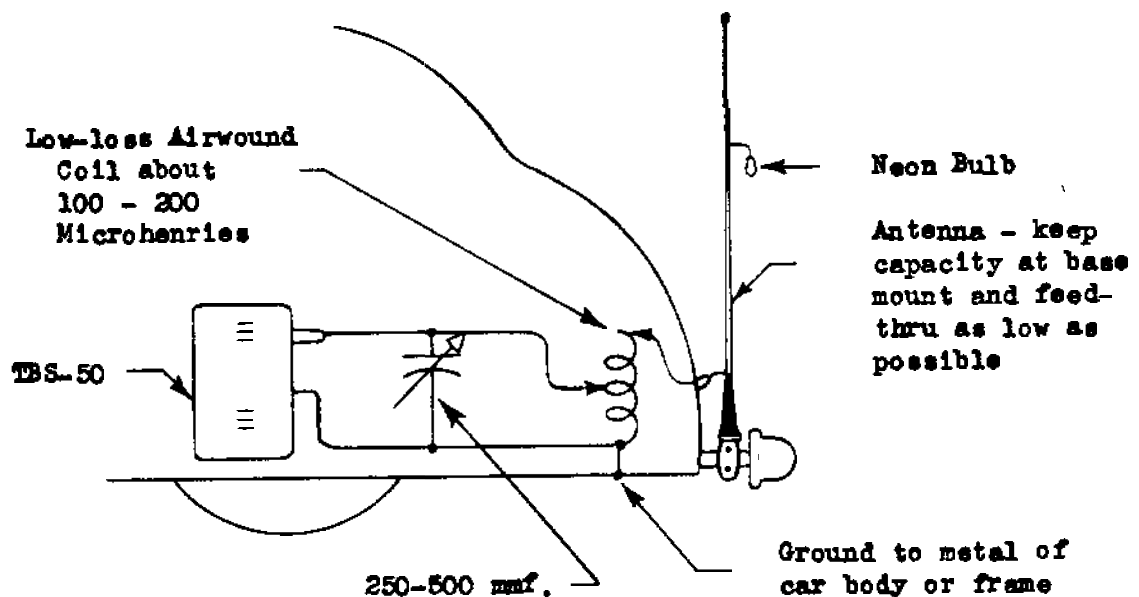 Low-loss Airwound
Coil about
100 - 200
Microhenries
Neon Bulb
Antenna - keep
capacity at base
mount and feed-
thru as low as
possible
TBS-50
250-500 mmf.
Ground to metal of
car body or frame